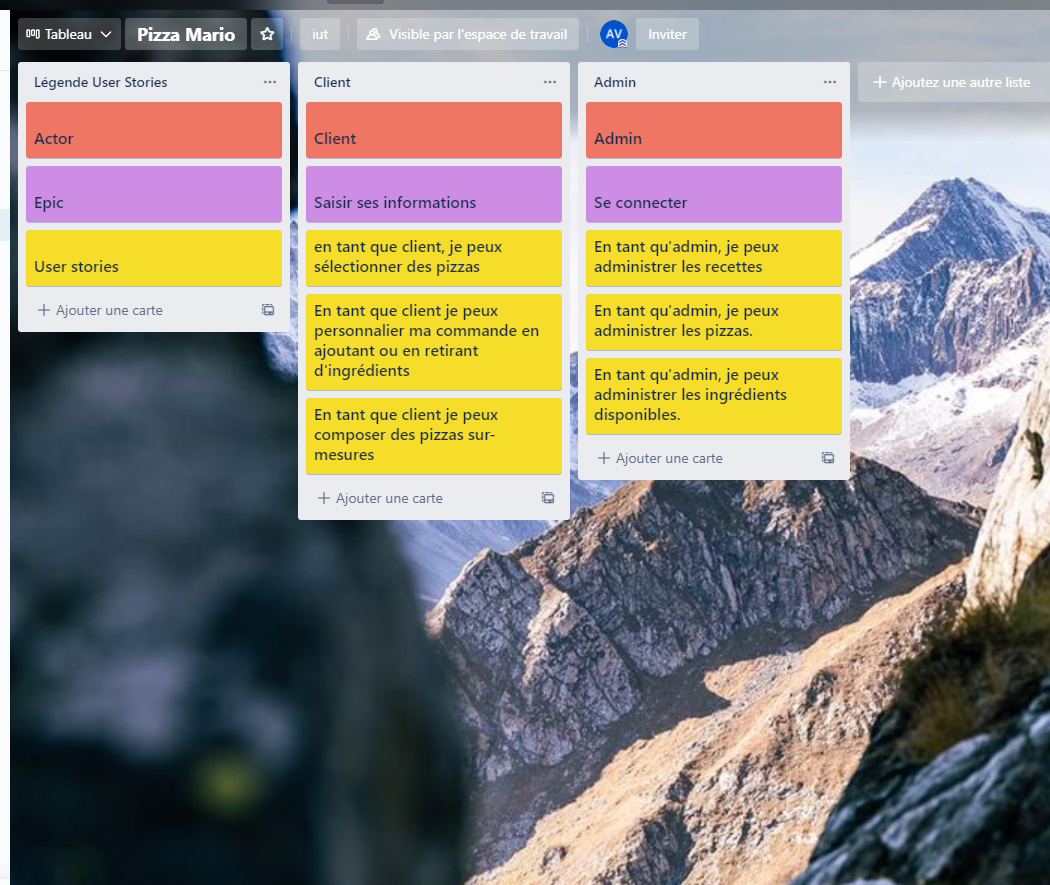 Tableau
Pizza Mario
iut
Visible par l'espace de travail
AV
Inviter
Légende User Stories
Actor
Epic
User stories
Ajouter une carte
Client
Client
Saisir ses informations
en tant que client, je peux
sélectionner des pizzas
En tant que client je peux
personnalier ma commande en
ajoutant ou en retirant
d'ingrédients
En tant que client je peux
composer des pizzas sur-
mesures
Ajouter une carte
Admin
Admin
Se connecter
En tant qu'admin, je peux
administrer les recettes
En tant qu'admin, je peux
administrer les pizzas.
En tant qu'admin, je peux
administrer les ingrédients
disponibles.
Ajouter une carte
Ajoutez une autre liste